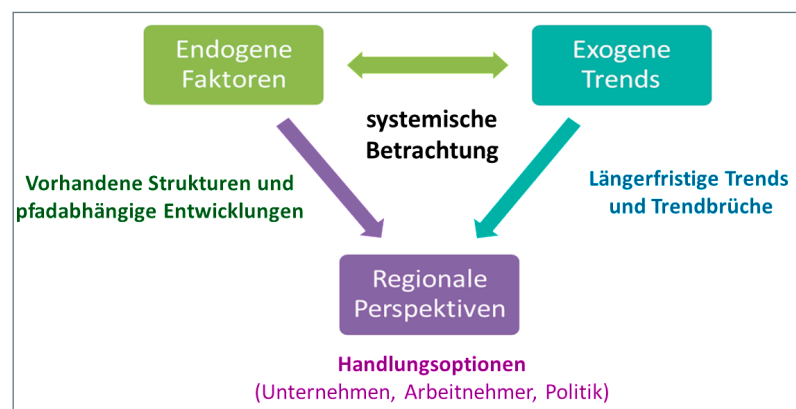 Endogene
Faktoren
Exogene
Trends
systemische
Betrachtung
Vorhandene Strukturen und
pfadabhängige Entwicklungen
Längerfristige Trends
und Trendbrüche
Regionale
Perspektiven
Handlungsoptionen
(Unternehmen, Arbeitnehmer, Politik)